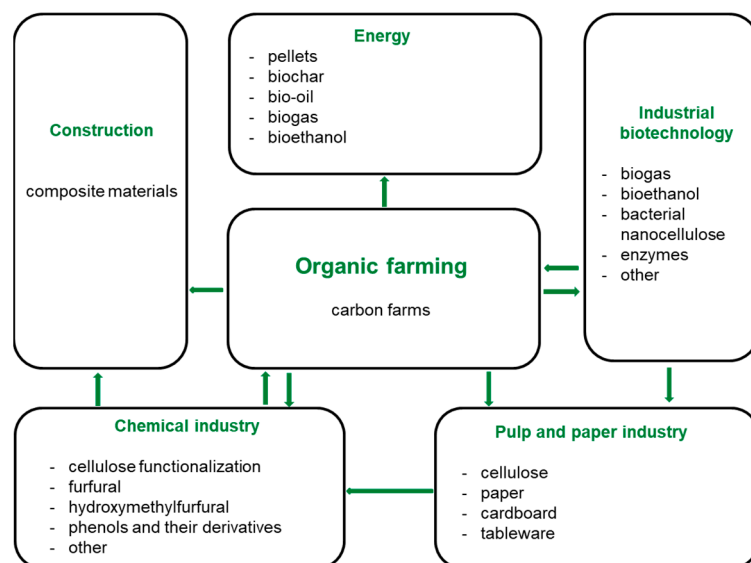 Energy
- pellets
- biochar
- bio-oil
- biogas
- bioethanol
Construction
composite materials
Industrial
biotechnology
- biogas
- bioethanol
- bacterial
nanocellulose
- enzymes
- other
Organic farming
carbon farms
Chemical industry
- cellulose functionalization
- furfural
- hydroxymethylfurfural
- phenols and their derivatives
- other
Pulp and paper industry
- cellulose
- paper
- cardboard
- tableware